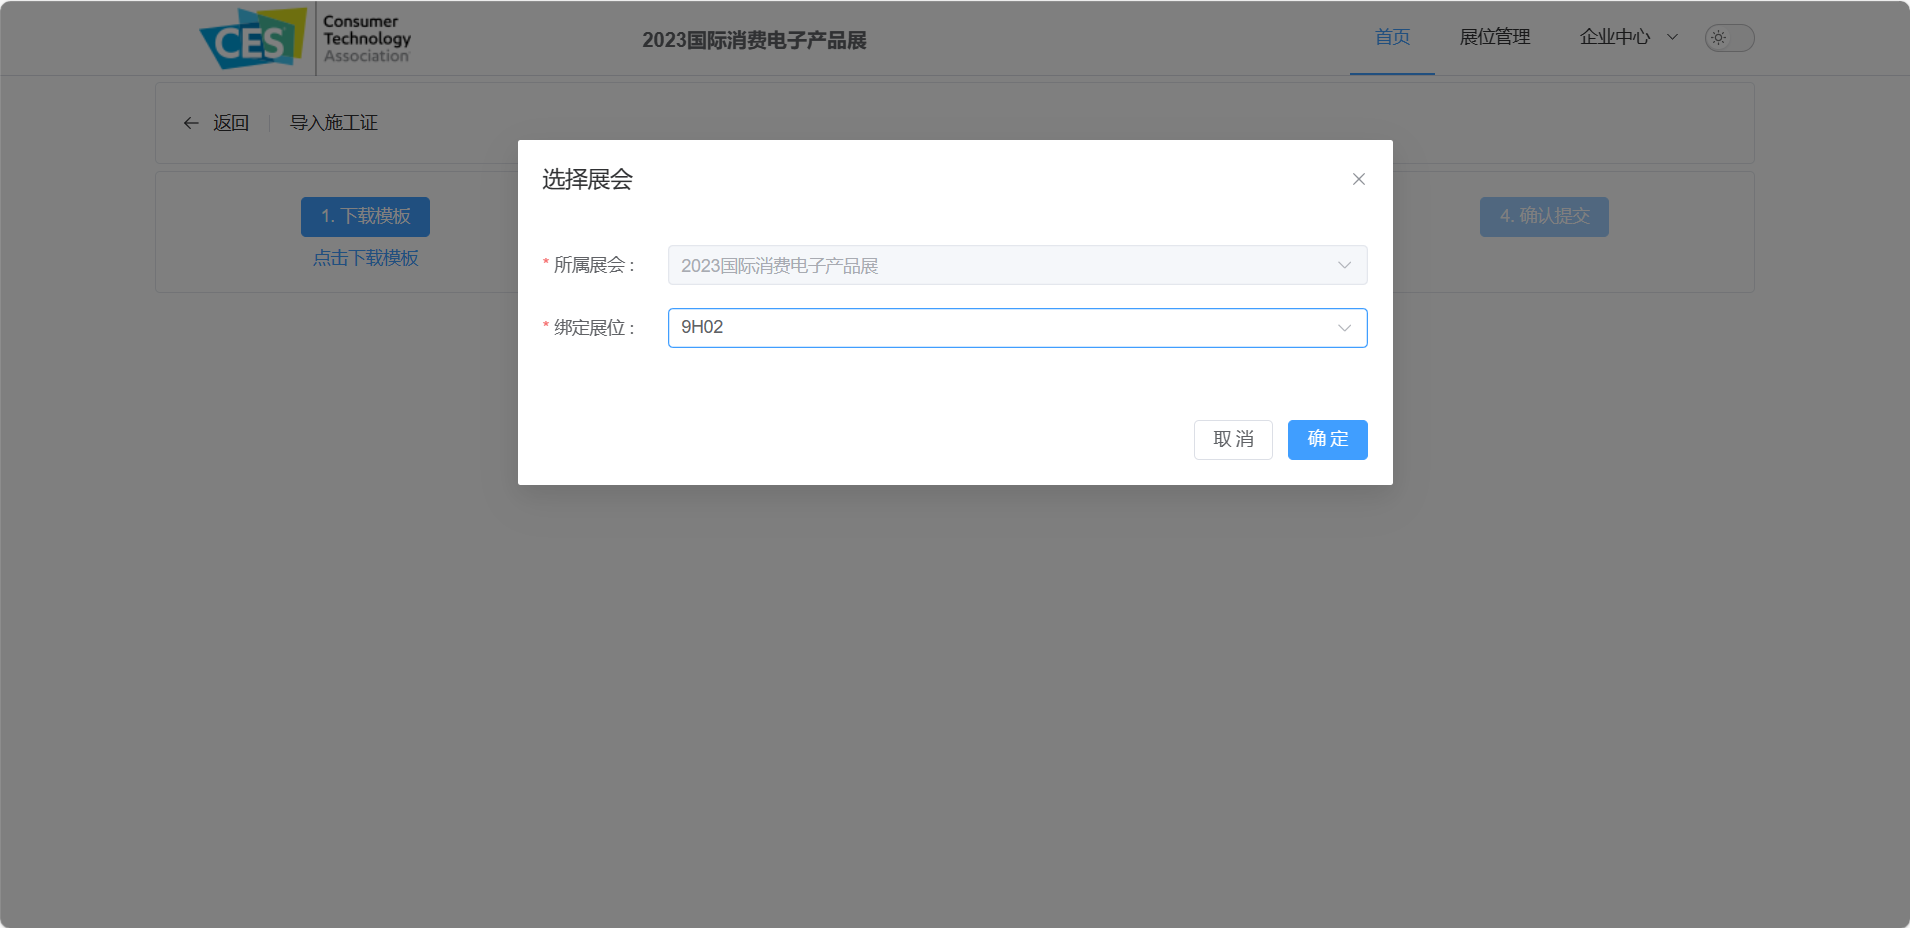 CES
Consumer
Technology
Association
2023国际消费电子产品展
首页
展位管理
企业中心
返回
导入施工证
选择展会
1. 下载模板
点击下载模板
4. 确认提交
* 所属展会 :
2023国际消费电子产品展
* 绑定展位 :
9H02
取 消
确 定